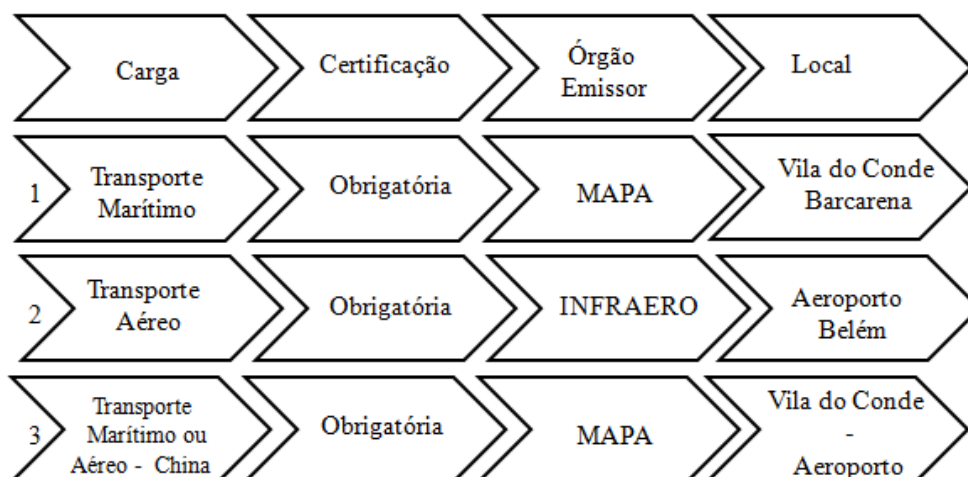 Carga
Certificação
Órgão
Emissor
Local
1
Transporte
Marítimo
Obrigatória
MAPA
Vila do Conde
Barcarena
2
Transporte
Aéreo
Obrigatória
INFRAERO
Aeroporto
Belém
3
Transporte
Marítimo ou
Aéreo - China
Obrigatória
MAPA
Vila do Conde
-
Aeroporto